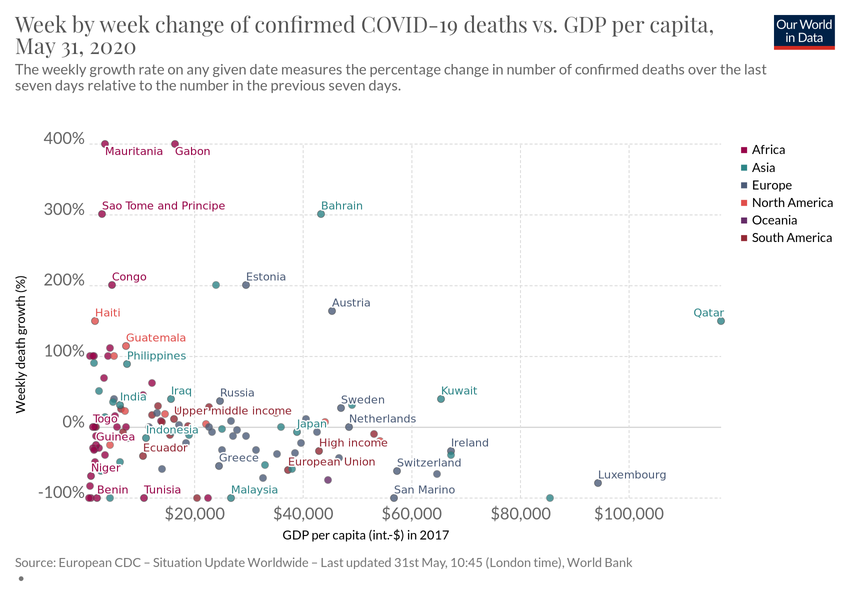 Week by week change of confirmed COVID-19 deaths vs. GDP per capita,
May 31, 2020
Our World
in Data
The weekly growth rate on any given date measures the percentage change in number of confirmed deaths over the last
seven days relative to the number in the previous seven days.
400%
Mauritania
Gabon
Africa
Asia
Europe
North America
Oceania
South America
300%
Sao Tome and Principe
Bahrain
200%
Congo
Estonia
Austria
Haiti
Qatar
Guatemala
100%
Philippines
India
Iraq
Russia
Sweden
Kuwait
Togo
Upper middle income
Netherlands
0%
Guinea
Indonesia
Japan
Ecuador
High income
Ireland
Niger
Greece
European Union
Switzerland
Luxembourg
-100%
Benin
Tunisia
Malaysia
San Marino
Weekly death growth (%)
$20,000
$40,000
$60,000
$80,000
$100,000
GDP per capita (int.-$) in 2017
Source: European CDC – Situation Update Worldwide – Last updated 31st May, 10:45 (London time), World Bank